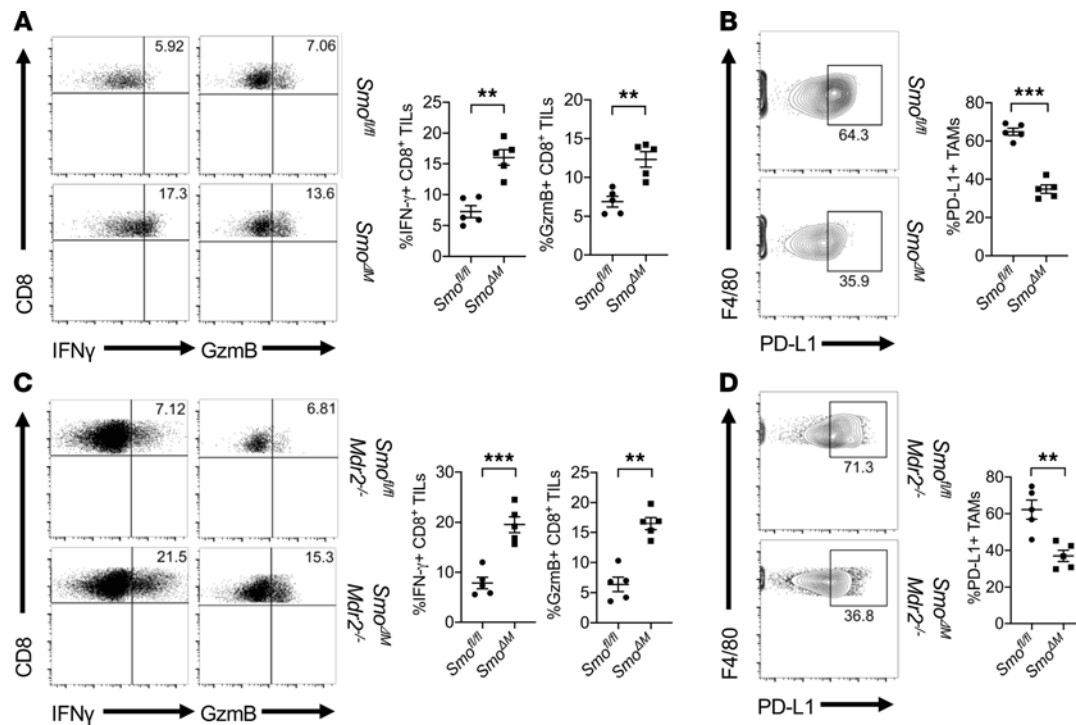 A
5.92
7.06
Smo^fl/fl
17.3
13.6
Smo^ΔM
CD8
IFNγ
GzmB
**
25
20
15
10
5
0
%IFN-γ+ CD8⁺ TILs
Smo^fl/fl
Smo^ΔM
**
20
15
10
5
0
%GzmB+ CD8⁺ TILs
Smo^fl/fl
Smo^ΔM
B
64.3
Smo^fl/fl
35.9
Smo^ΔM
F4/80
PD-L1
***
80
60
40
20
0
%PD-L1+ TAMs
Smo^fl/fl
Smo^ΔM
C
7.12
6.81
Smo^fl/fl
Mdr2^-/-
21.5
15.3
Smo^ΔM
Mdr2^-/-
CD8
IFNγ
GzmB
***
30
20
10
0
%IFN-γ+ CD8⁺ TILs
Smo^fl/fl
Smo^ΔM
**
25
20
15
10
5
0
%GzmB+ CD8⁺ TILs
Smo^fl/fl
Smo^ΔM
D
71.3
Smo^fl/fl
Mdr2^-/-
36.8
Smo^ΔM
Mdr2^-/-
F4/80
PD-L1
**
80
60
40
20
0
%PD-L1+ TAMs
Smo^fl/fl
Smo^ΔM